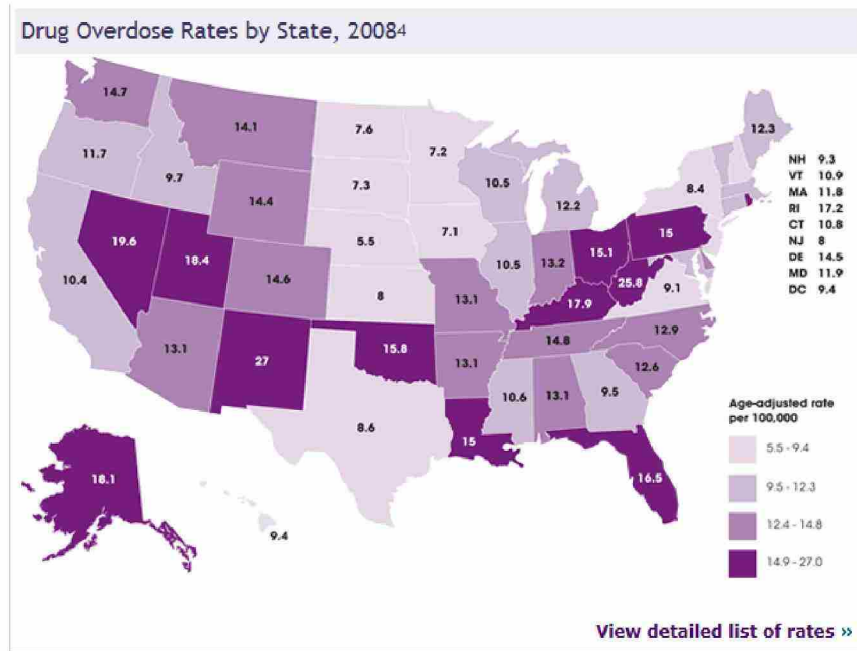 Drug Overdose Rates by State, 2008⁴
14.7
14.1
7.6
7.2
12.3
11.7
9.7
7.3
10.5
12.2
8.4
14.4
7.1
5.5
19.6
18.4
10.4
14.6
8
10.5
13.2
15.1
15
25.8
9.1
13.1
17.9
13.1
27
15.8
13.1
14.8
12.9
12.6
8.6
15
10.6
13.1
9.5
16.5
18.1
9.4
NH 9.3
VT 10.9
MA 11.8
RI 17.2
CT 10.8
NJ 8
DE 14.5
MD 11.9
DC 9.4
Age-adjusted rate
per 100,000
5.5 - 9.4
9.5 - 12.3
12.4 - 14.8
14.9 - 27.0
View detailed list of rates »